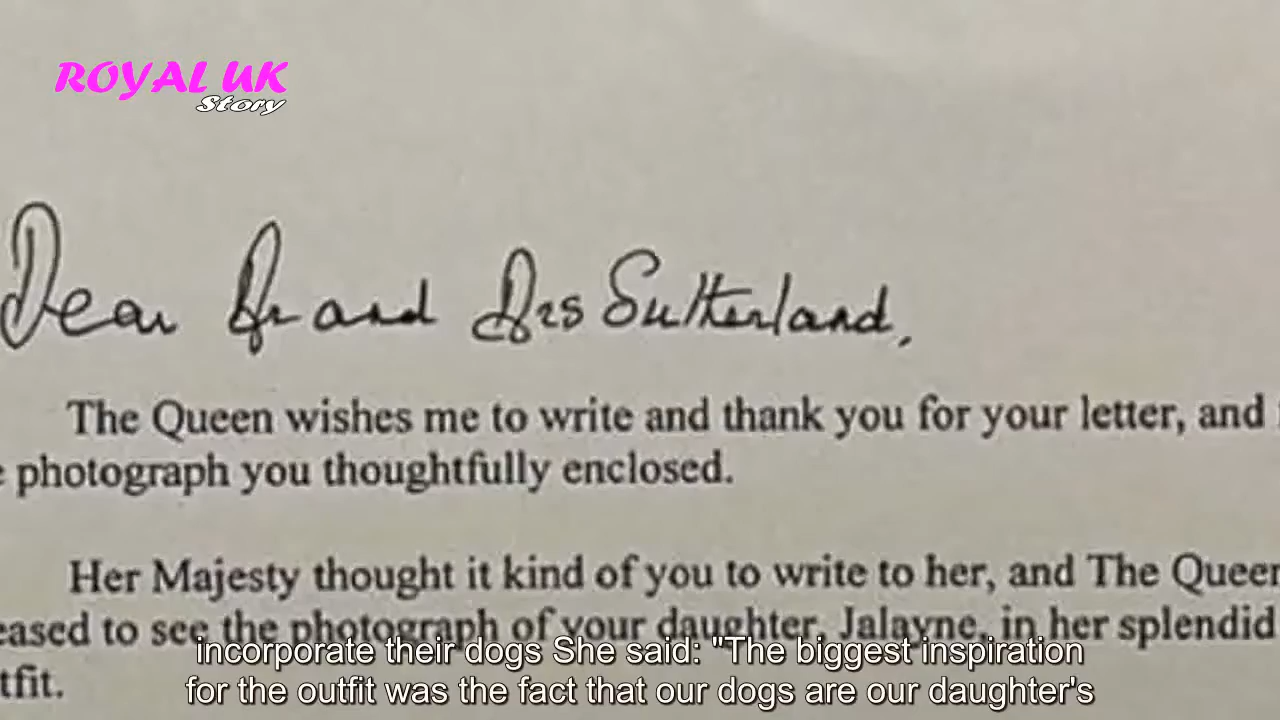 ROYAL UK
Story
Dear Mr and Mrs Sutherland,
The Queen wishes me to write and thank you for your letter, and
photograph you thoughtfully enclosed.
Her Majesty thought it kind of you to write to her, and The Queen
eased to see the photograph of your daughter, Jalayne, in her splendid
tfit.
incorporate their dogs She said: "The biggest inspiration
for the outfit was the fact that our dogs are our daughter's